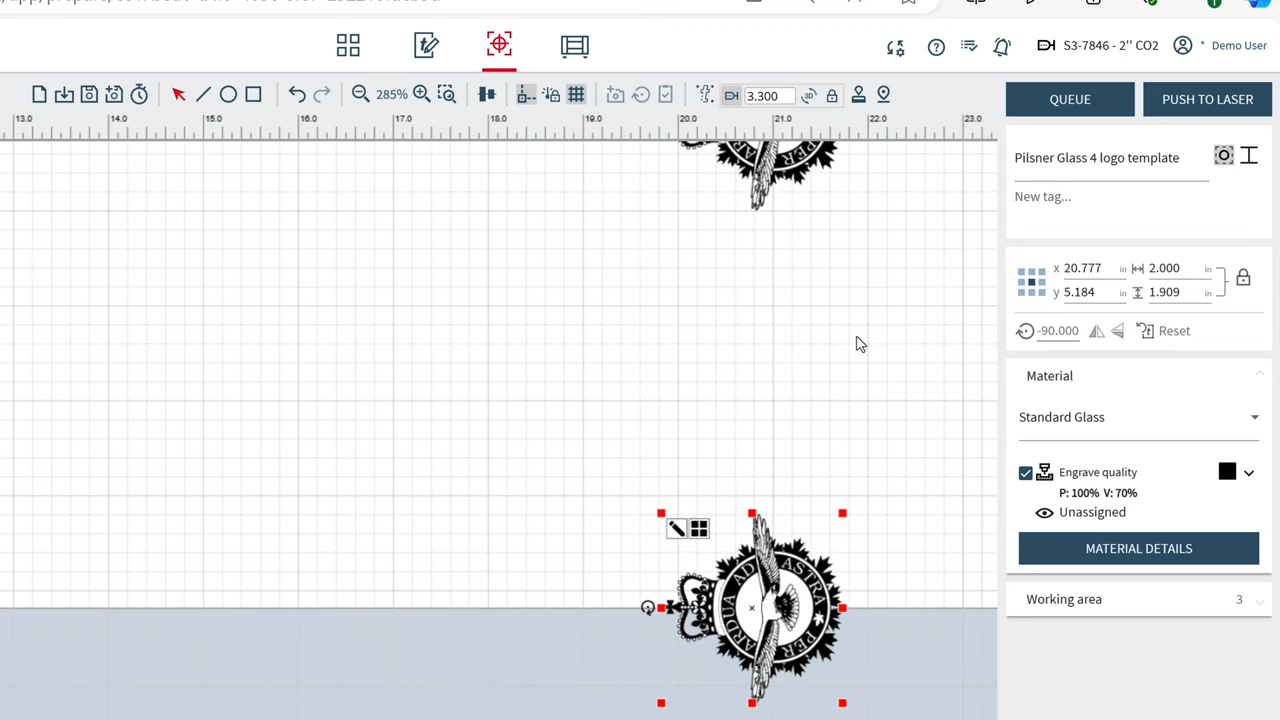 S3-7846 - 2'' CO2
Demo User
285%
3.300
3D
QUEUE
PUSH TO LASER
13.0 14.0 15.0 16.0 17.0 18.0 19.0 20.0 21.0 22.0 23.0
Pilsner Glass 4 logo template
New tag...
x 20.777 in 2.000 in
y 5.184 in 1.909 in
-90.000 Reset
Material
Standard Glass
Engrave quality
P: 100% V: 70%
Unassigned
MATERIAL DETAILS
Working area 3
PER
PER ARDUA AD ASTRA